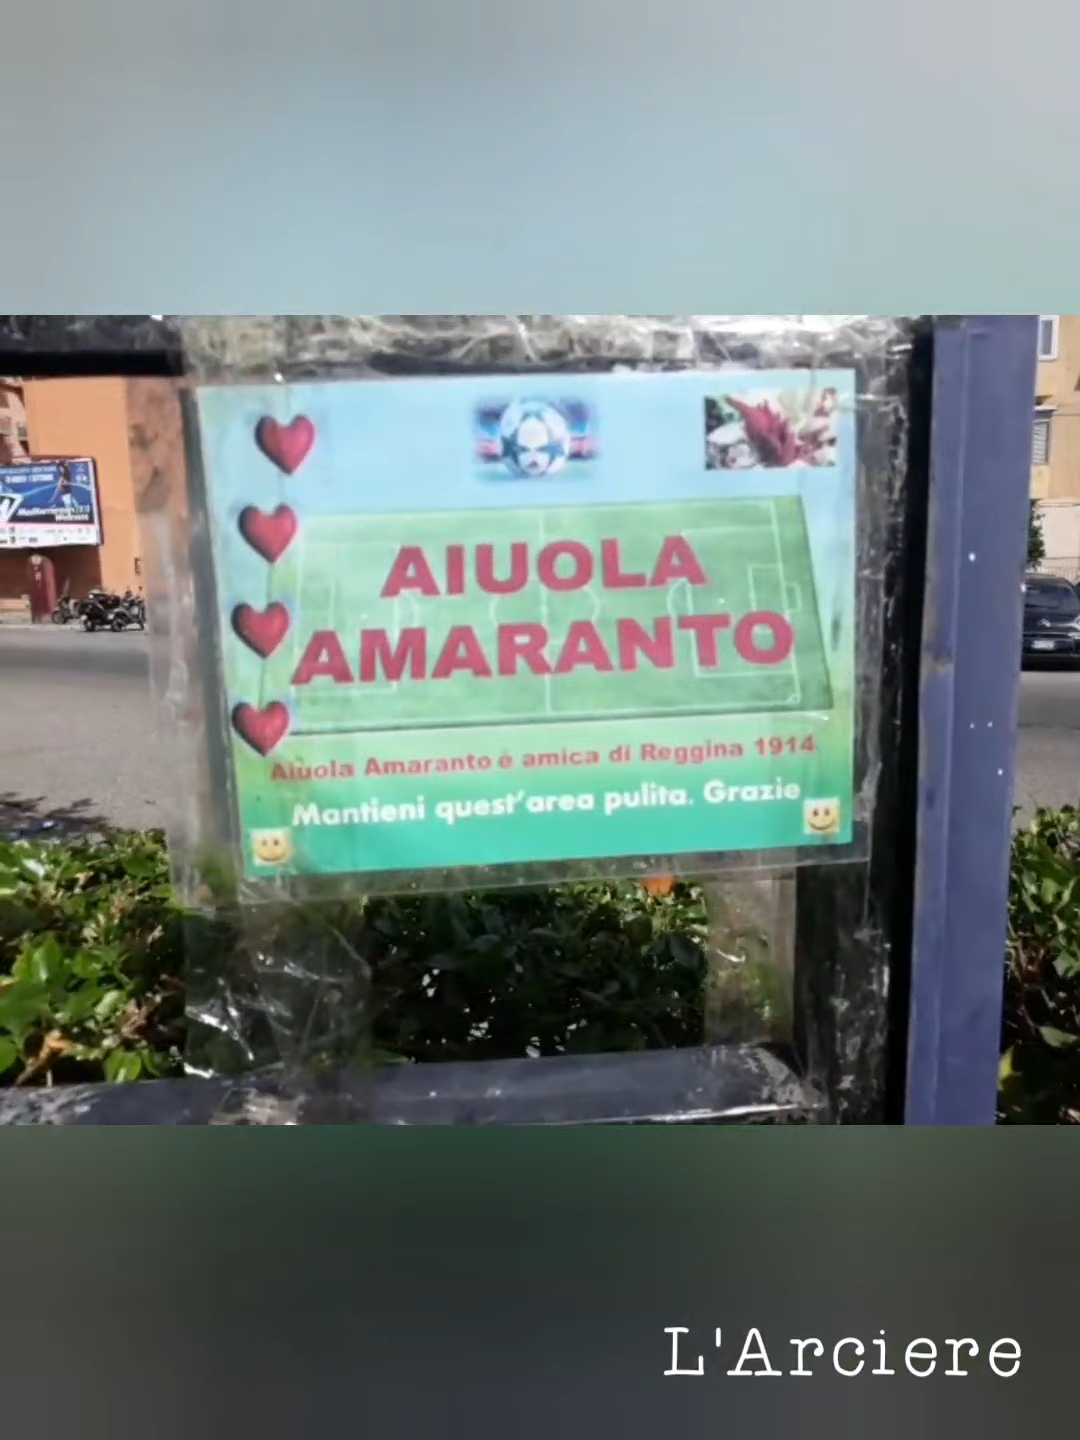 AIUOLA
AMARANTO
Aiuola Amaranto é amica di Reggina 1914
Mantieni quest'area pulita. Grazie
L'Arciere